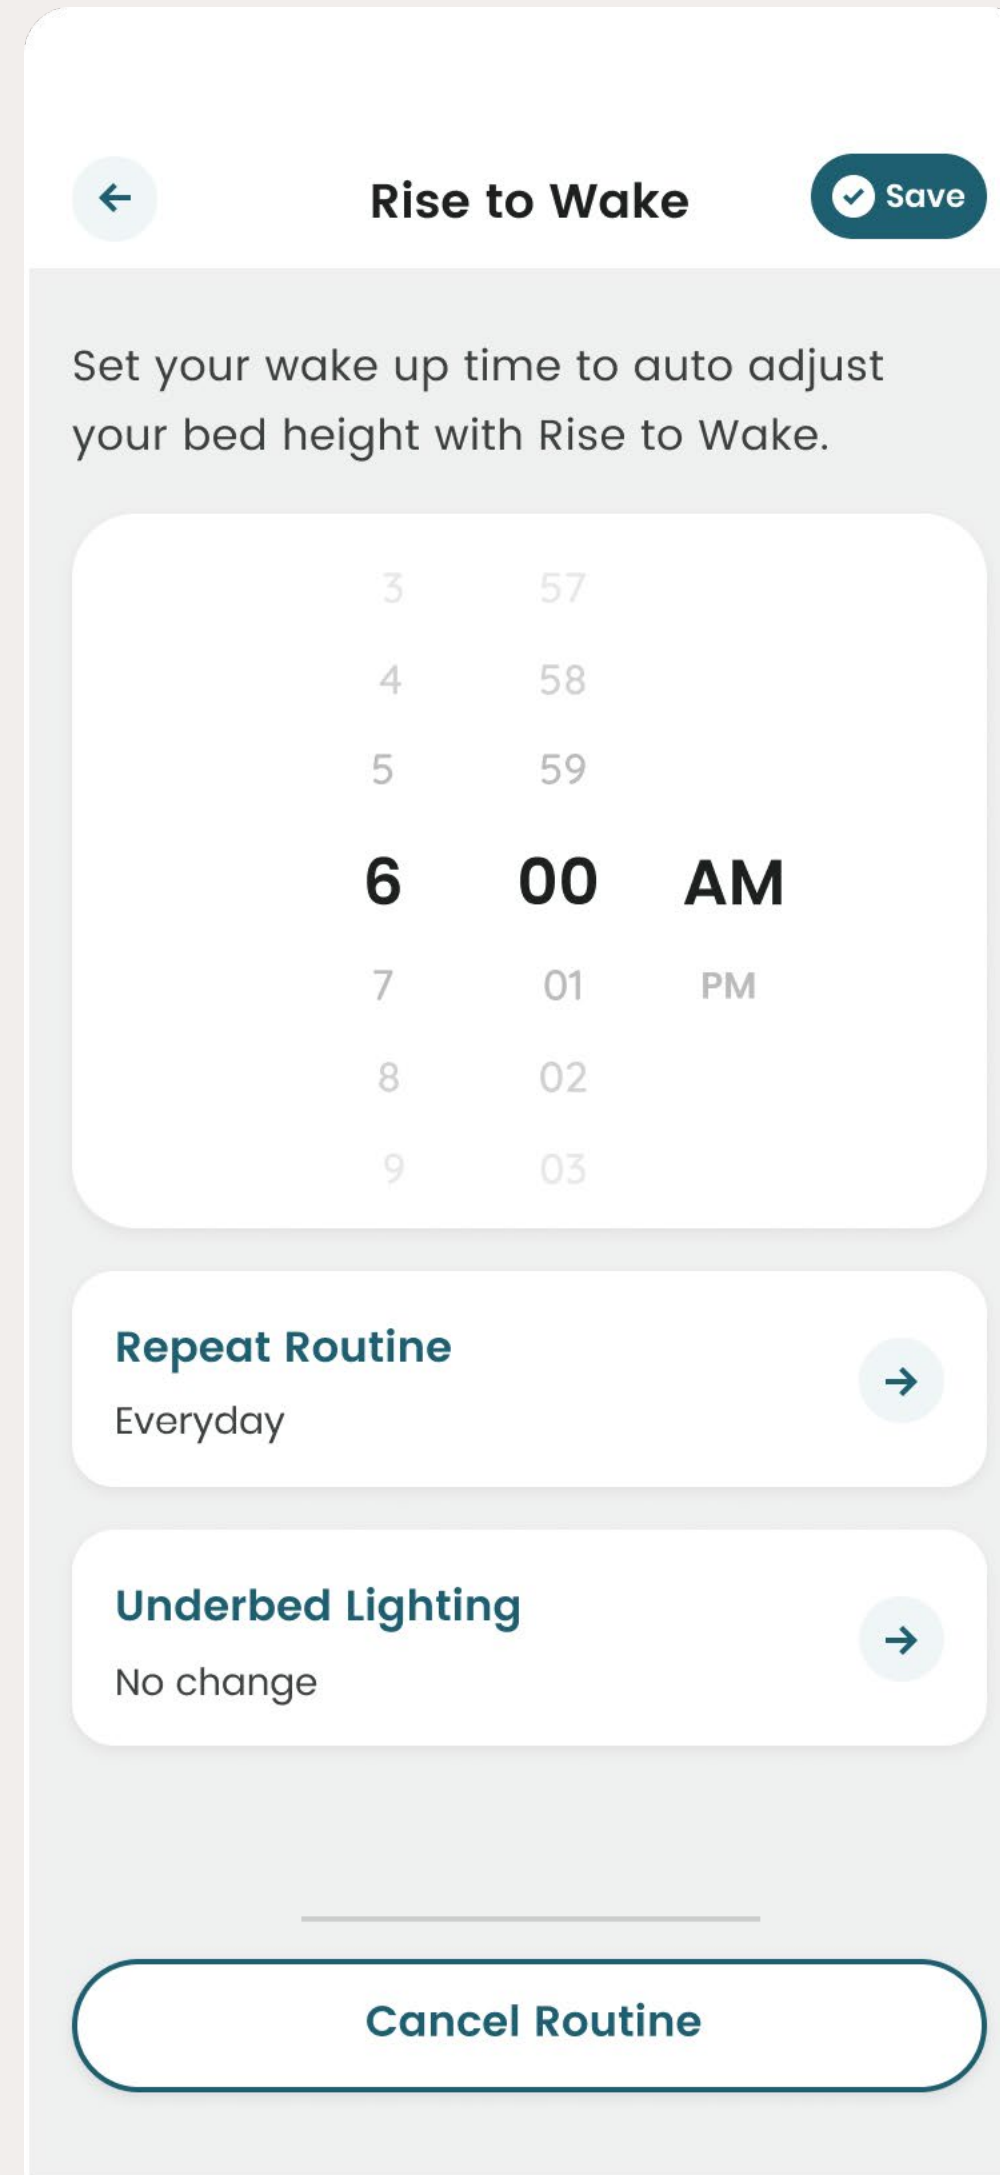 Rise to Wake
Save
Set your wake up time to auto adjust
your bed height with Rise to Wake.
3 57
4 58
5 59
6 00 AM
7 01 PM
8 02
9 03
Repeat Routine
Everyday
Underbed Lighting
No change
Cancel Routine